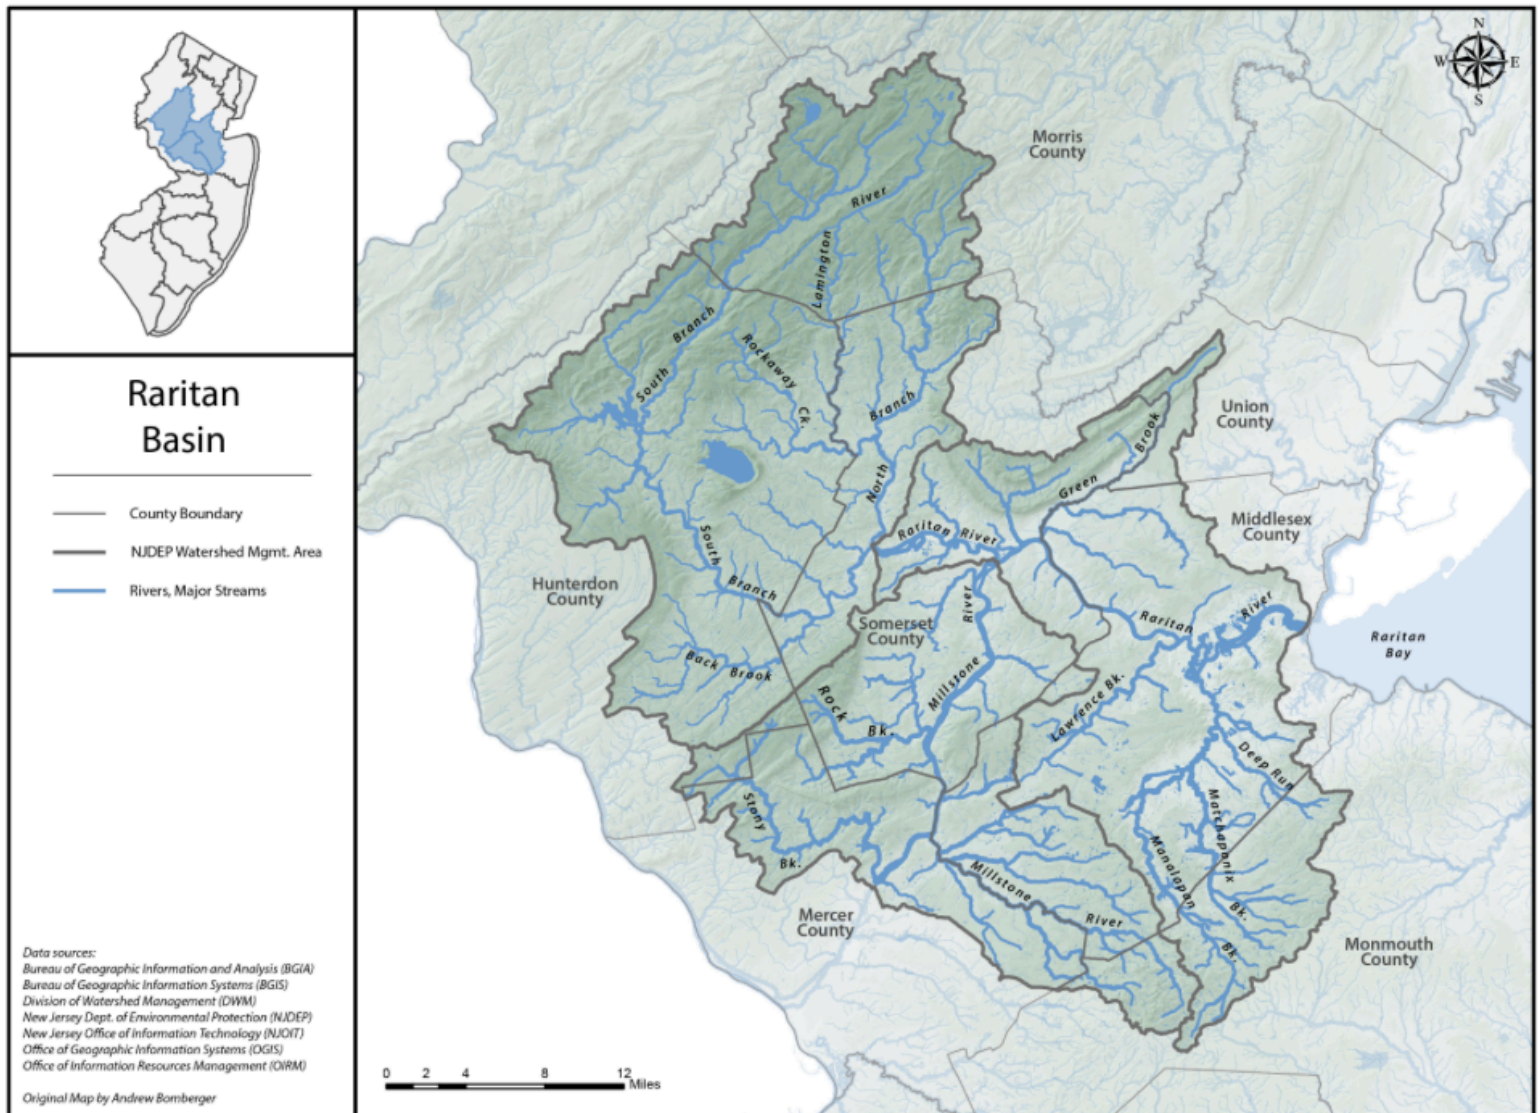 Raritan
Basin
County Boundary
NJDEP Watershed Mgmt. Area
Rivers, Major Streams
Data sources:
Bureau of Geographic Information and Analysis (BGIA)
Bureau of Geographic Information Systems (BGIS)
Division of Watershed Management (DWM)
New Jersey Dept. of Environmental Protection (NJDEP)
New Jersey Office of Information Technology (NJOIT)
Office of Geographic Information Systems (OGIS)
Office of Information Resources Management (OIRM)
Original Map by Andrew Bomberger
N
W E
S
Morris
County
River
Lamington
South Branch
Rockaway Ck.
Branch
North
Green Brook
Union
County
Middlesex
County
Raritan River
South
Branch
Hunterdon
County
Somerset
County
River
Millstone
Raritan River
Raritan
Bay
Back Brook
Rock
Bk.
Lawrence Bk.
Deep Run
Matchaponix
Bk.
Manalapan
Bk.
Stony
Bk.
Millstone
River
Mercer
County
Monmouth
County
0 2 4 8 12
Miles